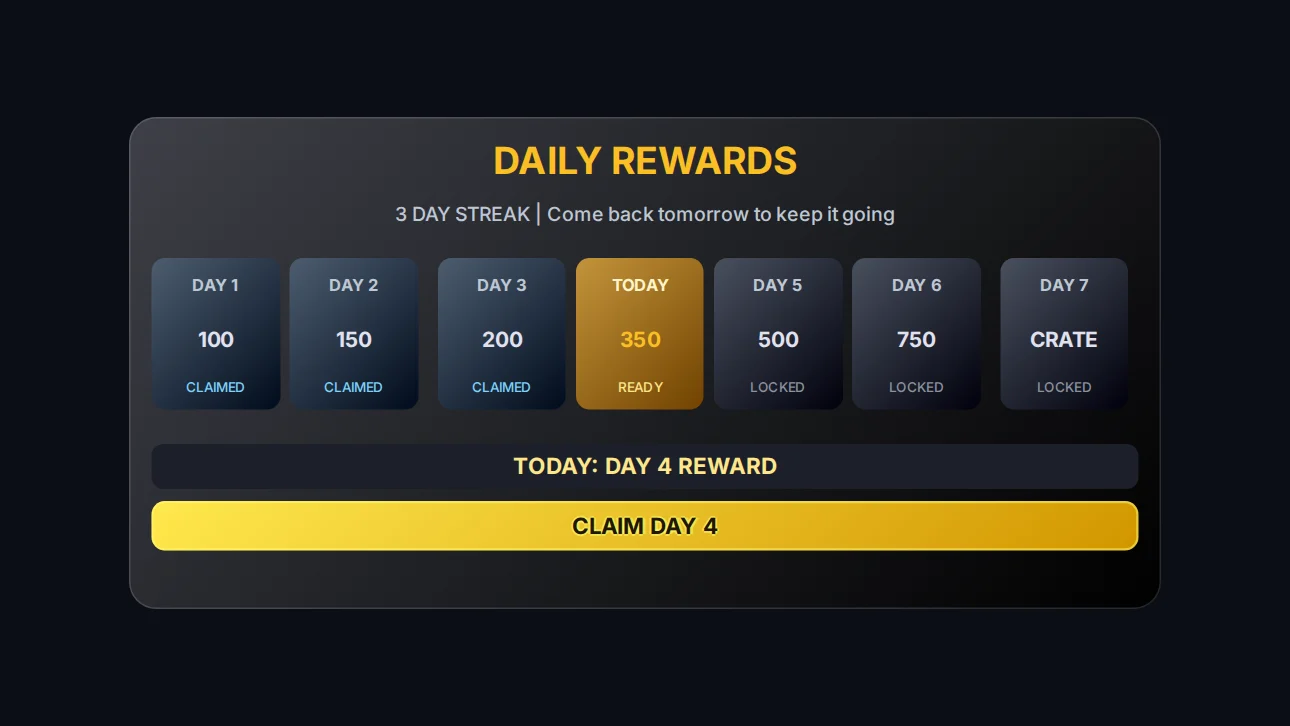 DAILY REWARDS
3 DAY STREAK | Come back tomorrow to keep it going
DAY 1 DAY 2 DAY 3 TODAY DAY 5 DAY 6 DAY 7
100 150 200 350 500 750 CRATE
CLAIMED CLAIMED CLAIMED READY LOCKED LOCKED LOCKED
TODAY: DAY 4 REWARD
CLAIM DAY 4